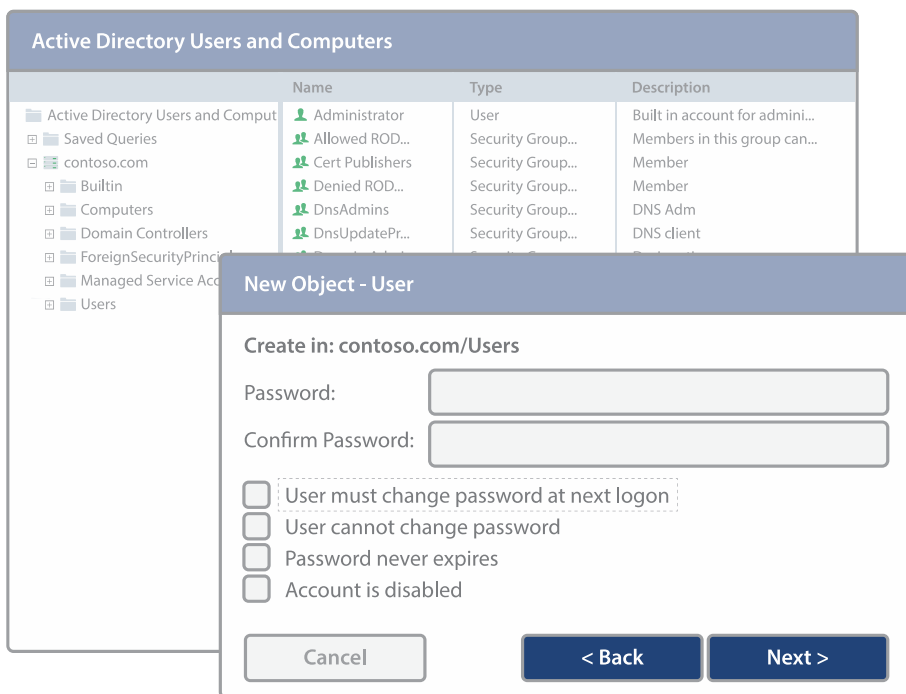 Active Directory Users and Computers
Name Type Description
Active Directory Users and Comput
Saved Queries
contoso.com
Builtin
Computers
Domain Controllers
ForeignSecurityPrinci
Managed Service Acc
Users
Administrator User Built in account for admini...
Allowed ROD... Security Group... Members in this group can...
Cert Publishers Security Group... Member
Denied ROD... Security Group... Member
DnsAdmins Security Group... DNS Adm
DnsUpdatePr... Security Group... DNS client
New Object - User
Create in: contoso.com/Users
Password:
Confirm Password:
User must change password at next logon
User cannot change password
Password never expires
Account is disabled
Cancel < Back Next >